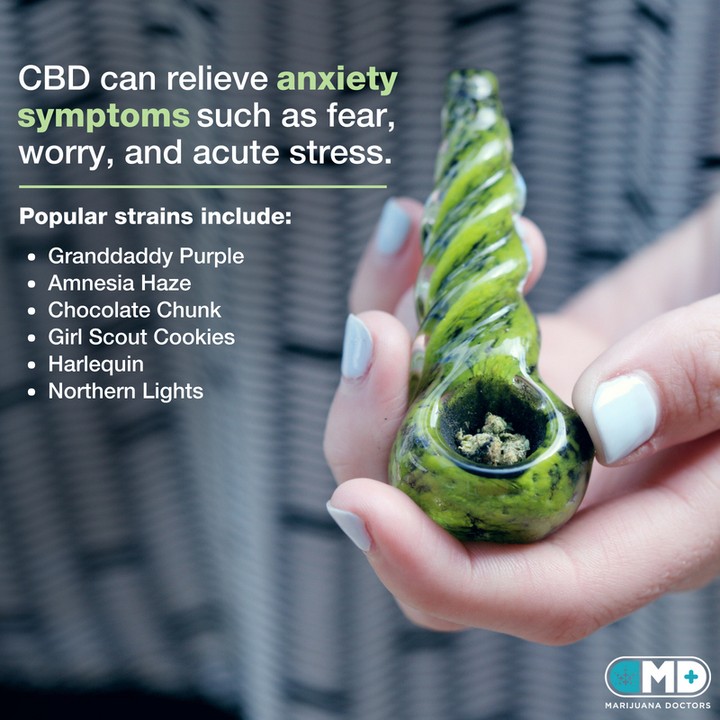 CBD can relieve anxiety
symptoms such as fear,
worry, and acute stress.
Popular strains include:
• Granddaddy Purple
• Amnesia Haze
• Chocolate Chunk
• Girl Scout Cookies
• Harlequin
• Northern Lights
MD
MARIJUANA DOCTORS